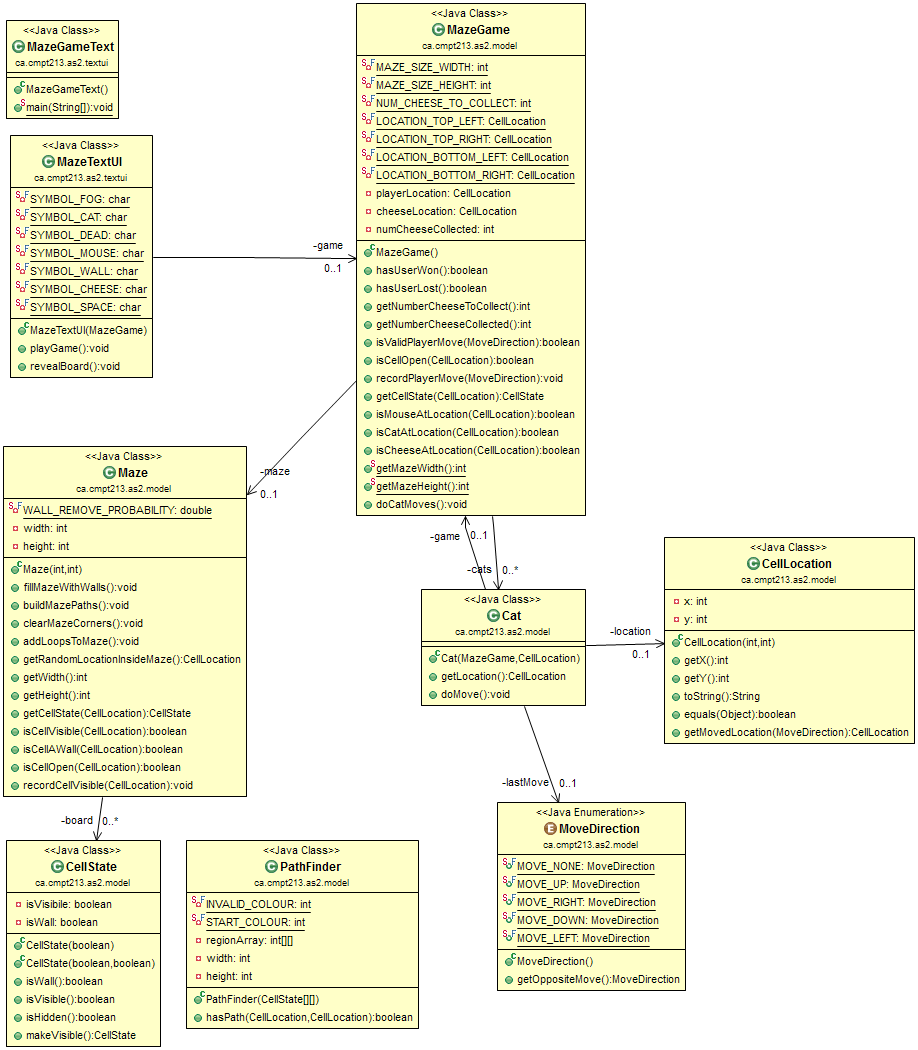 <<Java Class>>
MazeGameText
ca.cmpt213.as2.textui
MazeGameText()
main(String[]):void
<<Java Class>>
MazeTextUI
ca.cmpt213.as2.textui
SYMBOL_FOG: char
SYMBOL_CAT: char
SYMBOL_DEAD: char
SYMBOL_MOUSE: char
SYMBOL_WALL: char
SYMBOL_CHEESE: char
SYMBOL_SPACE: char
MazeTextUI(MazeGame)
playGame():void
revealBoard():void
-game
0..1
<<Java Class>>
MazeGame
ca.cmpt213.as2.model
MAZE_SIZE_WIDTH: int
MAZE_SIZE_HEIGHT: int
NUM_CHEESE_TO_COLLECT: int
LOCATION_TOP_LEFT: CellLocation
LOCATION_TOP_RIGHT: CellLocation
LOCATION_BOTTOM_LEFT: CellLocation
LOCATION_BOTTOM_RIGHT: CellLocation
playerLocation: CellLocation
cheeseLocation: CellLocation
numCheeseCollected: int
MazeGame()
hasUserWon():boolean
hasUserLost():boolean
getNumberCheeseToCollect():int
getNumberCheeseCollected():int
isValidPlayerMove(MoveDirection):boolean
isCellOpen(CellLocation):boolean
recordPlayerMove(MoveDirection):void
getCellState(CellLocation):CellState
isMouseAtLocation(CellLocation):boolean
isCatAtLocation(CellLocation):boolean
isCheeseAtLocation(CellLocation):boolean
getMazeWidth():int
getMazeHeight():int
doCatMoves():void
-maze
0..1
<<Java Class>>
Maze
ca.cmpt213.as2.model
WALL_REMOVE_PROBABILITY: double
width: int
height: int
Maze(int,int)
fillMazeWithWalls():void
buildMazePaths():void
clearMazeCorners():void
addLoopsToMaze():void
getRandomLocationInsideMaze():CellLocation
getWidth():int
getHeight():int
getCellState(CellLocation):CellState
isCellVisible(CellLocation):boolean
isCellAWall(CellLocation):boolean
isCellOpen(CellLocation):boolean
recordCellVisible(CellLocation):void
-game
0..1
-cats
0..*
<<Java Class>>
Cat
ca.cmpt213.as2.model
Cat(MazeGame,CellLocation)
getLocation():CellLocation
doMove():void
-location
0..1
<<Java Class>>
CellLocation
ca.cmpt213.as2.model
x: int
y: int
CellLocation(int,int)
getX():int
getY():int
toString():String
equals(Object):boolean
getMovedLocation(MoveDirection):CellLocation
-lastMove
0..1
<<Java Enumeration>>
MoveDirection
ca.cmpt213.as2.model
MOVE_NONE: MoveDirection
MOVE_UP: MoveDirection
MOVE_RIGHT: MoveDirection
MOVE_DOWN: MoveDirection
MOVE_LEFT: MoveDirection
MoveDirection()
getOppositeMove():MoveDirection
-board
0..*
<<Java Class>>
CellState
ca.cmpt213.as2.model
isVisibile: boolean
isWall: boolean
CellState(boolean)
CellState(boolean,boolean)
isWall():boolean
isVisible():boolean
isHidden():boolean
makeVisible():CellState
<<Java Class>>
PathFinder
ca.cmpt213.as2.model
INVALID_COLOUR: int
START_COLOUR: int
regionArray: int[][]
width: int
height: int
PathFinder(CellState[][])
hasPath(CellLocation,CellLocation):boolean